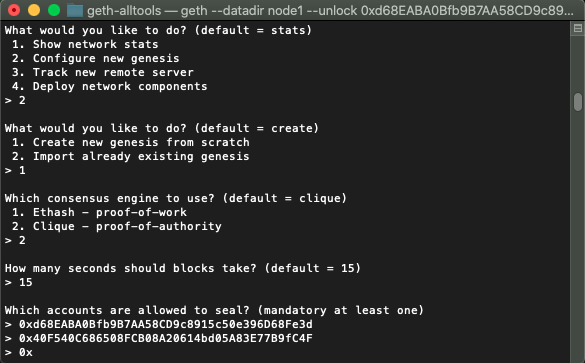 geth-alltools — geth --datadir node1 --unlock 0xd68EABA0Bfb9B7AA58CD9c89...
What would you like to do? (default = stats)
1. Show network stats
2. Configure new genesis
3. Track new remote server
4. Deploy network components
> 2
What would you like to do? (default = create)
1. Create new genesis from scratch
2. Import already existing genesis
> 1
Which consensus engine to use? (default = clique)
1. Ethash - proof-of-work
2. Clique - proof-of-authority
> 2
How many seconds should blocks take? (default = 15)
> 15
Which accounts are allowed to seal? (mandatory at least one)
> 0xd68EABA0Bfb9B7AA58CD9c8915c50e396D68Fe3d
> 0x40F540C686508FCB08A20614bd05A83E77B9fC4F
> 0x